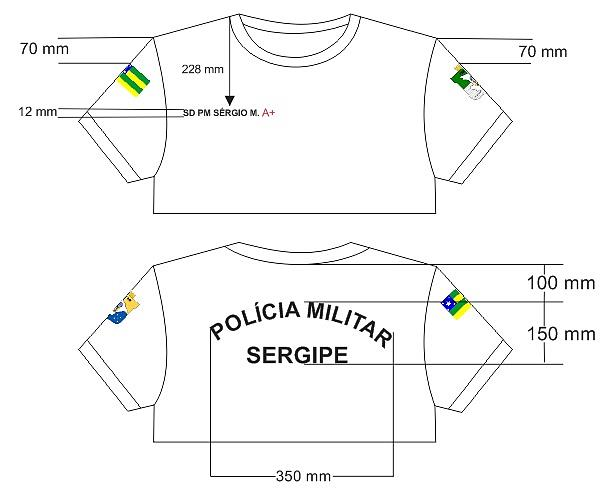 70 mm
70 mm
228 mm
12 mm
SD PM SÉRGIO M. A+
100 mm
POLÍCIA MILITAR
SERGIPE
150 mm
350 mm